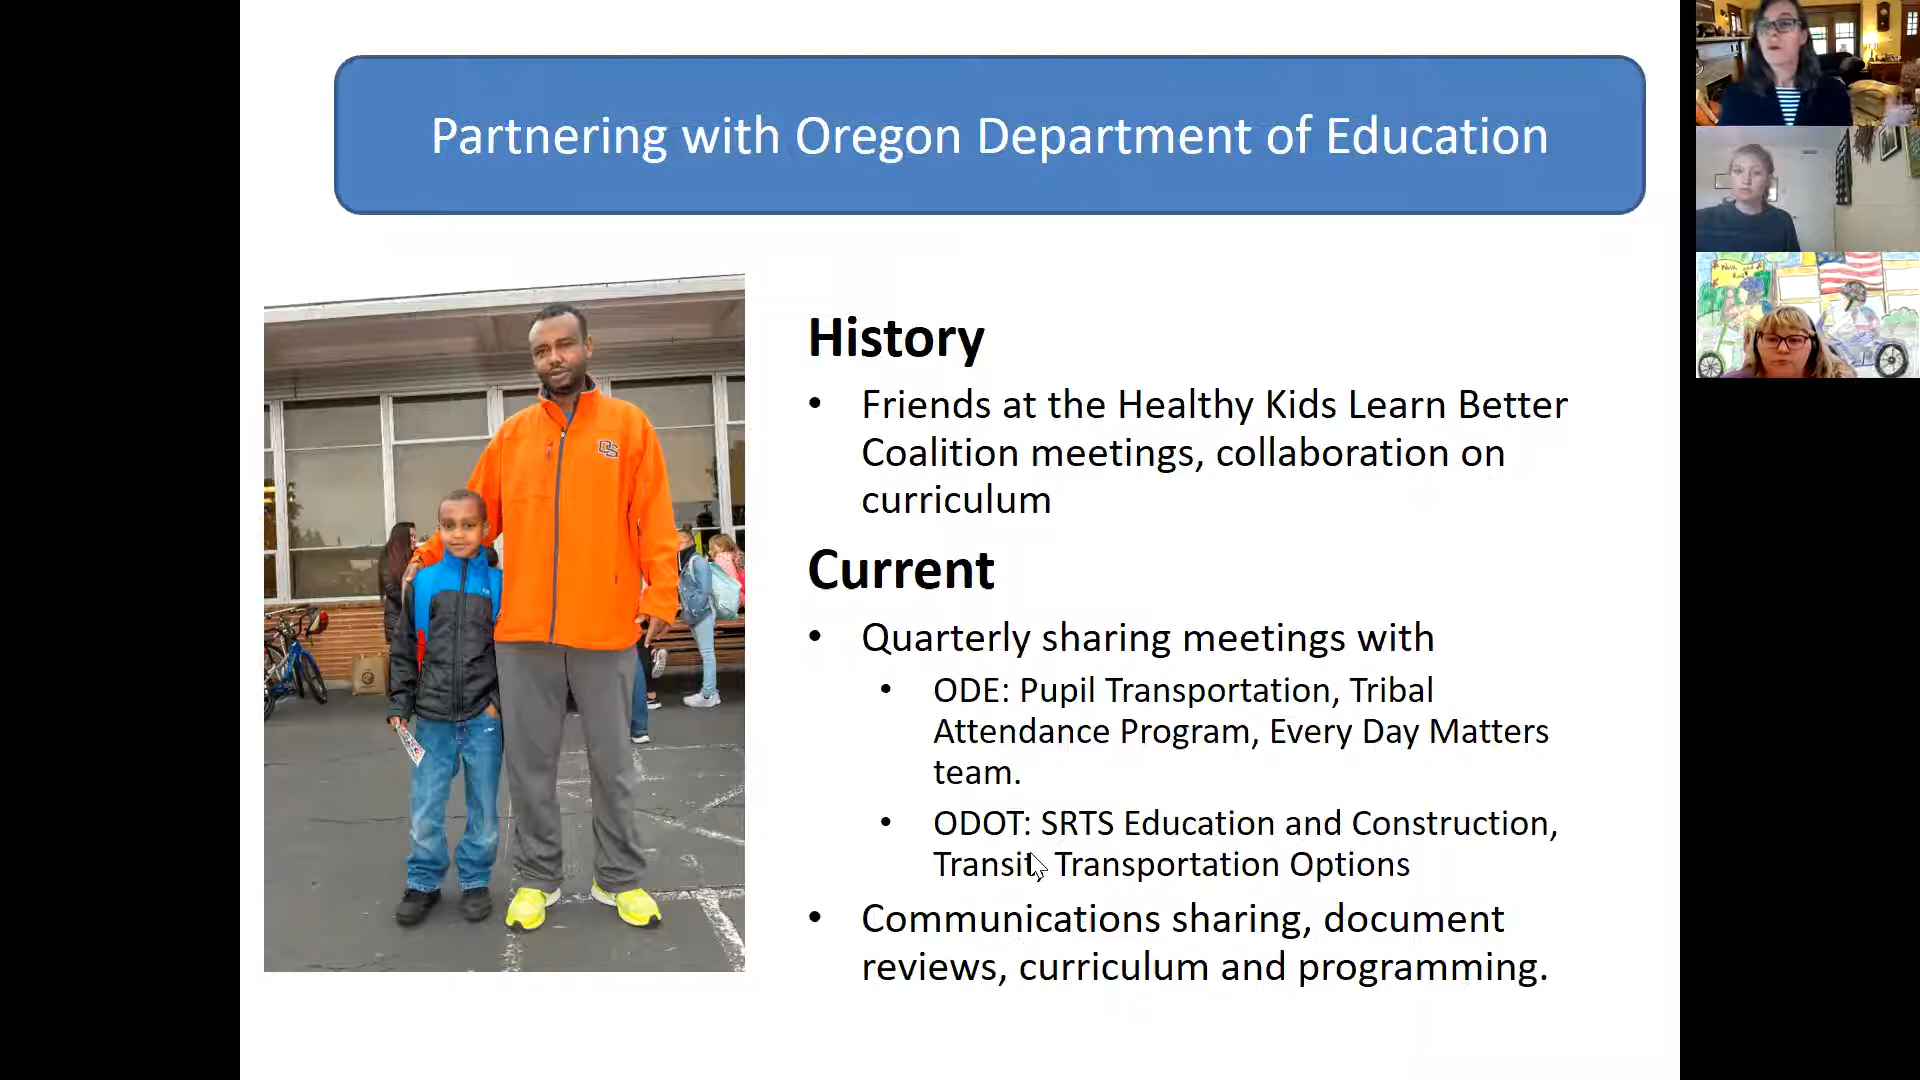 Partnering with Oregon Department of Education
History
• Friends at the Healthy Kids Learn Better
Coalition meetings, collaboration on
curriculum
Current
• Quarterly sharing meetings with
• ODE: Pupil Transportation, Tribal
Attendance Program, Every Day Matters
team.
• ODOT: SRTS Education and Construction,
Transit, Transportation Options
• Communications sharing, document
reviews, curriculum and programming.
OS